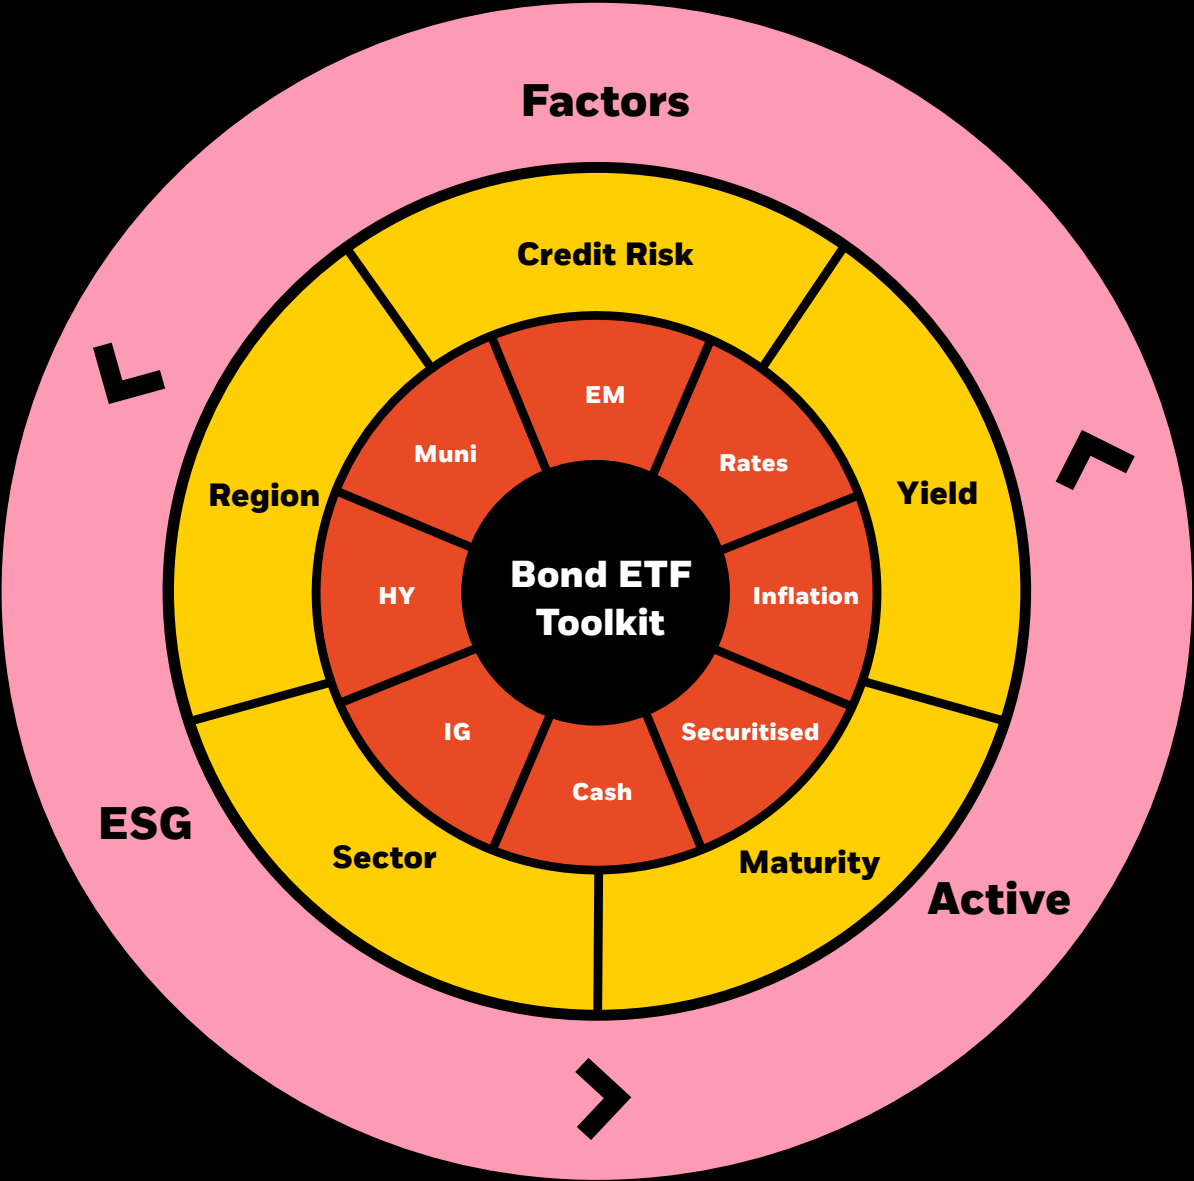 Factors
Credit Risk
EM
Muni
Rates
Region
Yield
Bond ETF
Toolkit
HY
Inflation
IG
Securitised
Cash
ESG
Sector
Maturity
Active